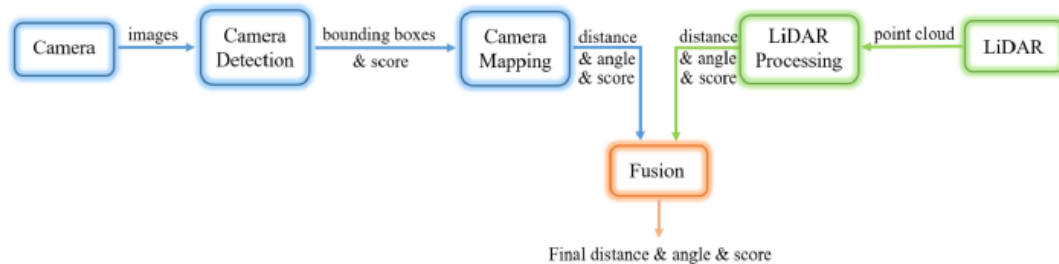 Camera
images
Camera
Detection
bounding boxes
& score
Camera
Mapping
distance
& angle
& score
distance
& angle
& score
LiDAR
Processing
point cloud
LiDAR
Fusion
Final distance & angle & score